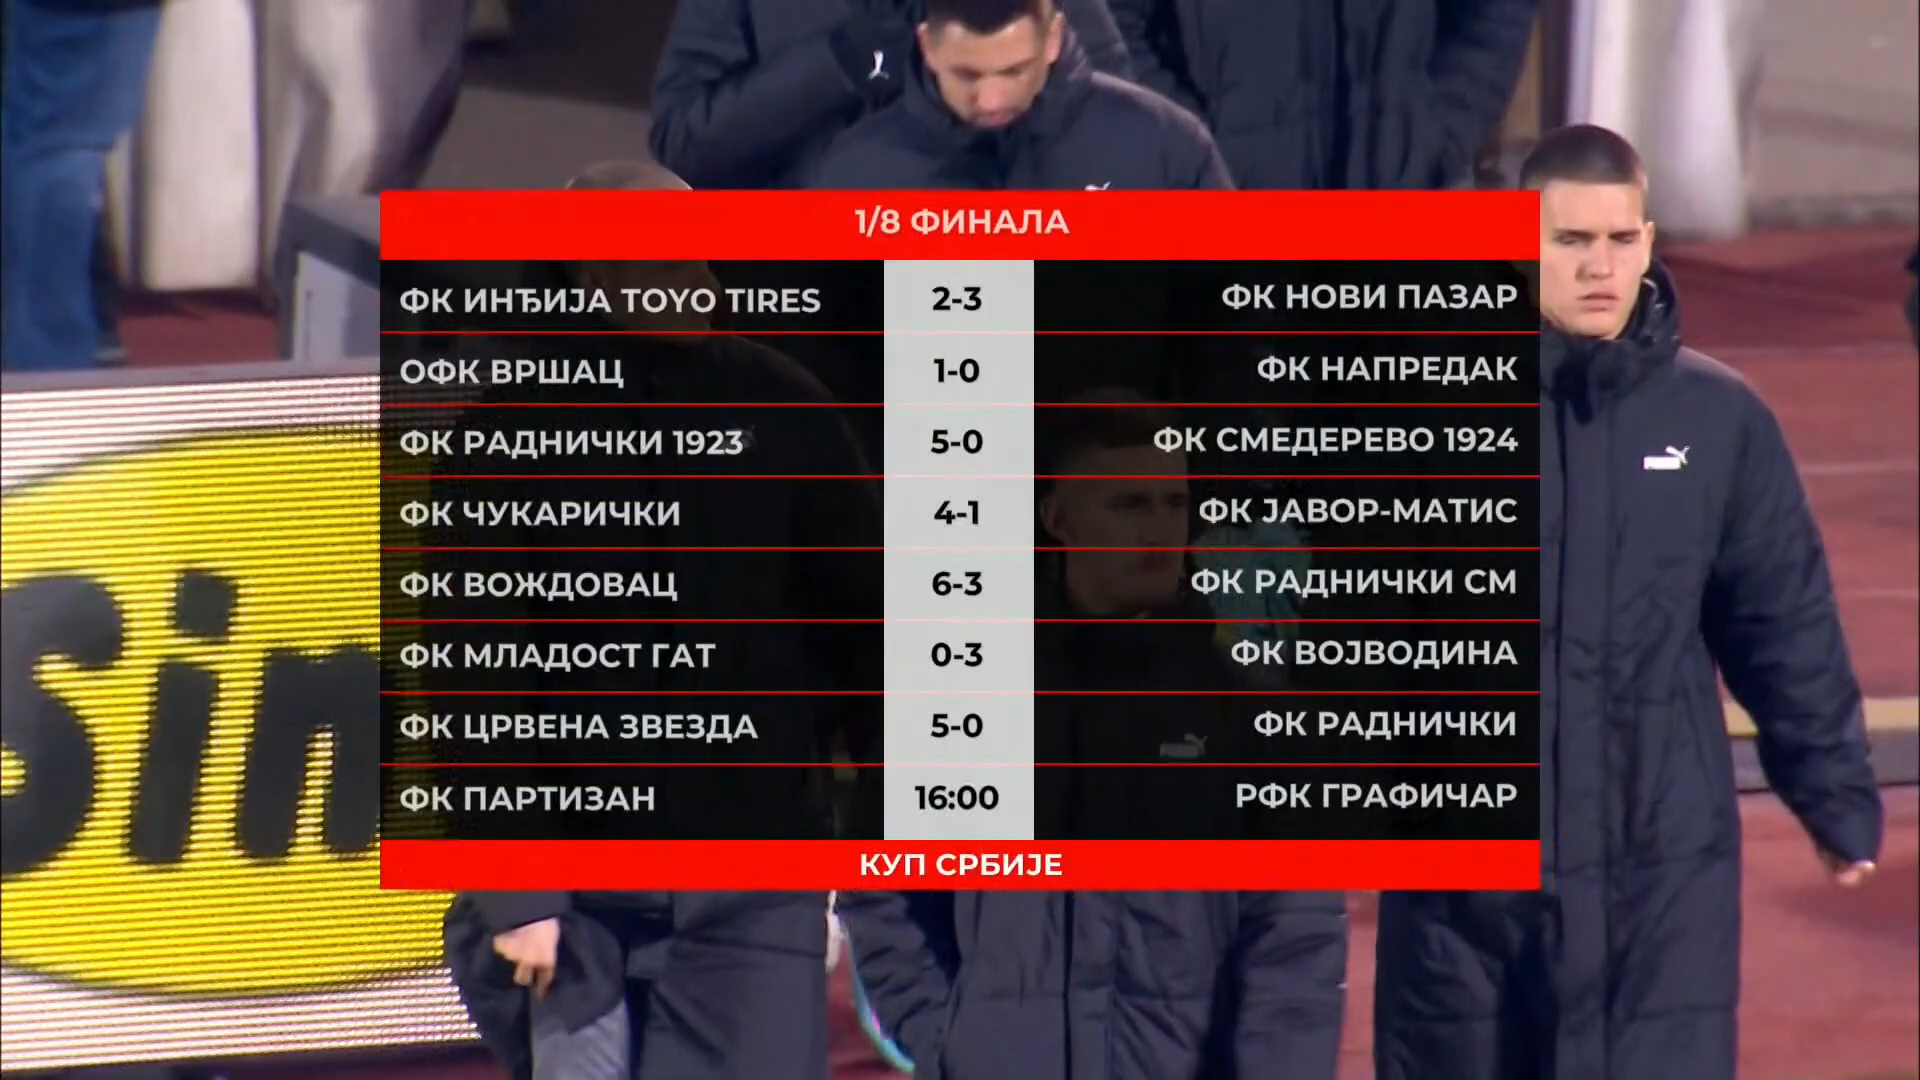 1/8 ФИНАЛА
ФК ИНЂИЈА TOYO TIRES 2-3 ФК НОВИ ПАЗАР
ОФК ВРШАЦ 1-0 ФК НАПРЕДАК
ФК РАДНИЧКИ 1923 5-0 ФК СМЕДЕРЕВО 1924
ФК ЧУКАРИЧКИ 4-1 ФК ЈАВОР-МАТИС
ФК ВОЖДОВАЦ 6-3 ФК РАДНИЧКИ СМ
ФК МЛАДОСТ ГАТ 0-3 ФК ВОЈВОДИНА
ФК ЦРВЕНА ЗВЕЗДА 5-0 ФК РАДНИЧКИ
ФК ПАРТИЗАН 16:00 РФК ГРАФИЧАР
КУП СРБИЈЕ
Sin